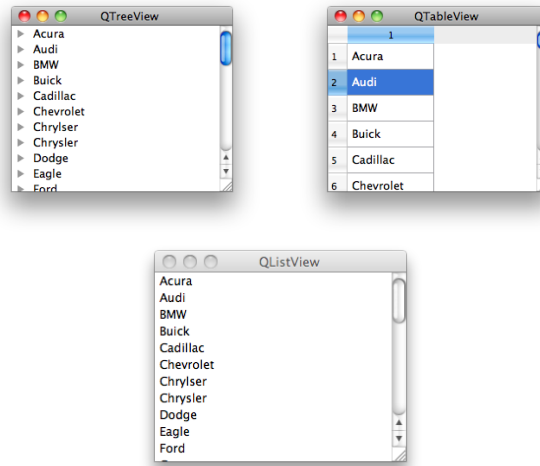 QTreeView
Acura
Audi
BMW
Buick
Cadillac
Chevrolet
Chrylser
Chrysler
Dodge
Eagle
Ford
QTableView
1
1 Acura
2 Audi
3 BMW
4 Buick
5 Cadillac
6 Chevrolet
QListView
Acura
Audi
BMW
Buick
Cadillac
Chevrolet
Chrylser
Chrysler
Dodge
Eagle
Ford